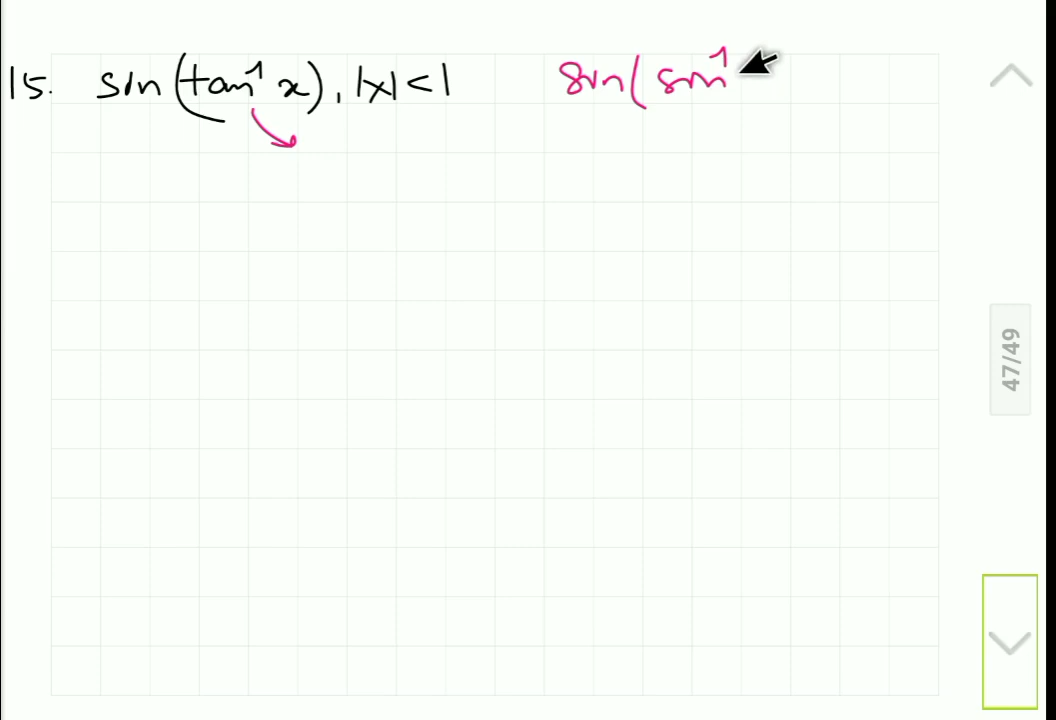 15. sin(tan⁻¹ x), |x| < 1 sin(sin⁻¹
47/49